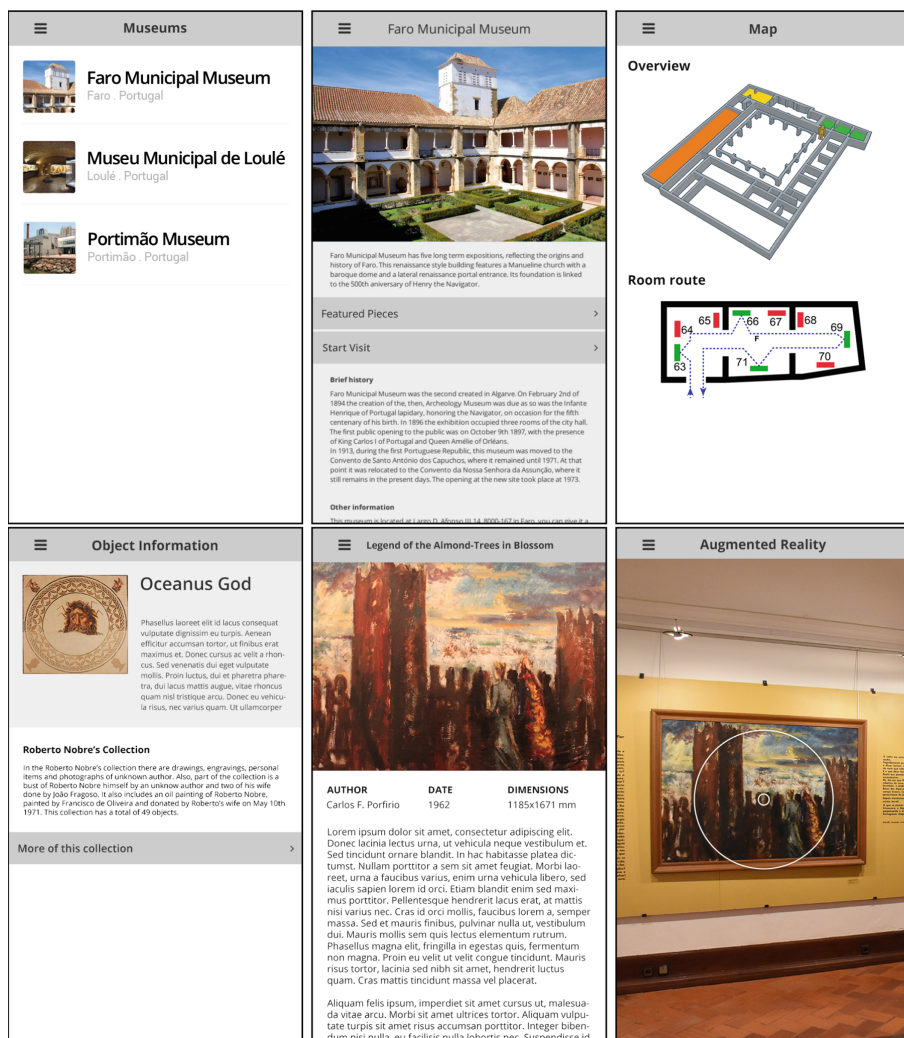 Museums
Faro Municipal Museum
Faro . Portugal
Museu Municipal de Loulé
Loulé . Portugal
Portimão Museum
Portimão . Portugal
Faro Municipal Museum
Faro Municipal Museum has five long term expositions, reflecting the origins and
history of Faro. This renaissance style building features a Manueline church with a
baroque dome and a lateral renaissance portal entrance. Its foundation is linked
to the 500th aniversary of Henry the Navigator.
Featured Pieces
Start Visit
Brief history
Faro Municipal Museum was the second created in Algarve. On February 2nd of
1894 the creation of the, then, Archeology Museum was due as so was the Infante
Henrique of Portugal lapidary, honoring the Navigator, on occasion for the fifth
centenary of his birth. In 1896 the exhibition occupied three rooms of the city hall.
The first public opening to the public was on October 9th 1897, with the presence
of King Carlos I of Portugal and Queen Amélie of Orléans.
In 1913, during the first Portuguese Republic, this museum was moved to the
Convento de Santo António dos Capuchos, where it remained until 1971. At that
point it was relocated to the Convento da Nossa Senhora da Assunção, where it
still remains in the present days. The opening at the new site took place at 1973.
Other information
This museum is located at Largo D. Afonso III 14, 8000-167 in Faro, you can give it a
Map
Overview
Room route
64
65
66
67
68
69
63
F
71
70
Object Information
Oceanus God
Phasellus laoreet elit id lacus consequat
vulputate dignissim eu turpis. Aenean
efficitur accumsan tortor, ut finibus erat
maximus et. Donec cursus ac velit a rhon-
cus. Sed venenatis dui eget vulputate
mollis. Proin luctus, dui et pharetra phare-
tra, dui lacus mattis augue, vitae rhoncus
quam nisl tristique arcu. Donec eu vehicu-
la risus, nec varius quam. Ut ullamcorper
Roberto Nobre's Collection
In the Roberto Nobre's collection there are drawings, engravings, personal
items and photographs of unknown author. Also, part of the collection is a
bust of Roberto Nobre himself by an unknow author and two of his wife
done by João Fragoso. It also includes an oil painting of Roberto Nobre,
painted by Francisco de Oliveira and donated by Roberto's wife on May 10th
1971. This collection has a total of 49 objects.
More of this collection
Legend of the Almond-Trees in Blossom
AUTHOR DATE DIMENSIONS
Carlos F. Porfirio 1962 1185x1671 mm
Lorem ipsum dolor sit amet, consectetur adipiscing elit.
Donec lacinia lectus urna, ut vehicula neque vestibulum et.
Sed tincidunt ornare blandit. In hac habitasse platea dic-
tumst. Nullam porttitor a sem sit amet feugiat. Morbi lao-
reet, urna a faucibus varius, enim urna vehicula libero, sed
iaculis sapien lorem id orci. Etiam blandit enim sed maxi-
mus porttitor. Pellentesque hendrerit lacus erat, at mattis
nisi varius nec. Cras id orci mollis, faucibus lorem a, semper
massa. Sed et mauris finibus, pulvinar nulla ut, vestibulum
dui. Mauris mollis sem quis lectus elementum rutrum.
Phasellus magna elit, fringilla in egestas quis, fermentum
non magna. Proin eu velit ut velit congue tincidunt. Mauris
risus tortor, lacinia sed nibh sit amet, hendrerit luctus
quam. Cras mattis tincidunt massa vel placerat.
Aliquam felis ipsum, imperdiet sit amet cursus ut, malesua-
da vitae arcu. Morbi sit amet ultrices tortor. Aliquam vulpu-
tate turpis sit amet risus accumsan porttitor. Integer biben-
dum nisi nulla, eu facilisis nulla lobortis nec. Suspendisse id
Augmented Reality